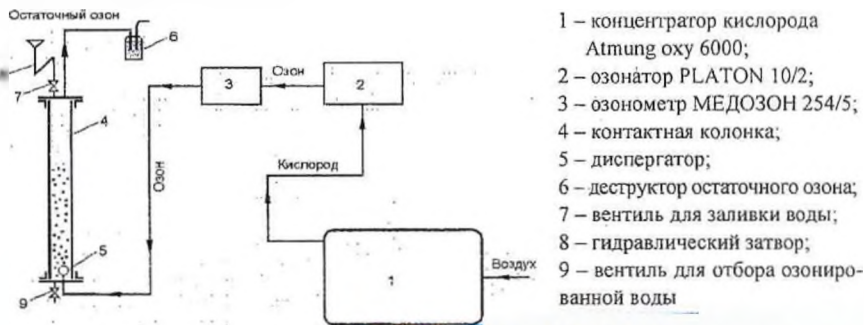 Остаточный озон
6
7
4
5
9
Озон
3
Озон
2
Кислород
1
Воздух
1 – концентратор кислорода
Atmung oxy 6000;
2 – озонатор PLATON 10/2;
3 – озонометр МЕДОЗОН 254/5;
4 – контактная колонка;
5 – диспергатор;
6 – деструктор остаточного озона;
7 – вентиль для заливки воды;
8 – гидравлический затвор;
9 – вентиль для отбора озониро-
ванной воды